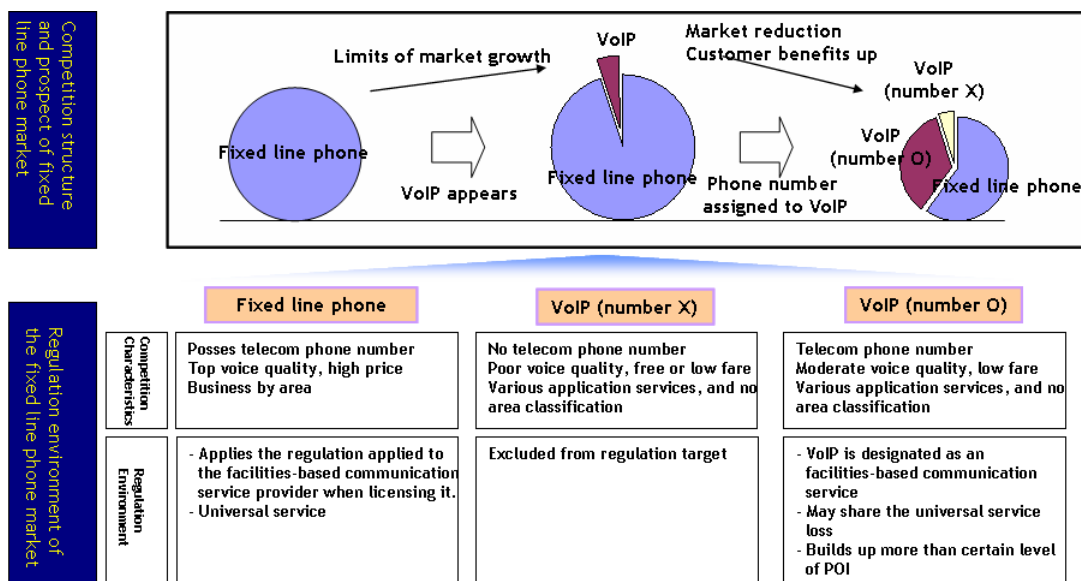 Competition structure
and prospect of fixed
line phone market
Limits of market growth
VoIP
Market reduction
Customer benefits up
VoIP
(number X)
Fixed line phone
VoIP appears
Fixed line phone
Phone number
assigned to VoIP
VoIP
(number O)
Fixed line phone
Regulation environment of
the fixed line phone market
Fixed line phone
VoIP (number X)
VoIP (number O)
Competition
Characteristics
Posses telecom phone number
Top voice quality, high price
Business by area
No telecom phone number
Poor voice quality, free or low fare
Various application services, and no
area classification
Telecom phone number
Moderate voice quality, low fare
Various application services, and no
area classification
Regulation
Environment
- Applies the regulation applied to
the facilities-based communication
service provider when licensing it.
- Universal service
Excluded from regulation target
- VoIP is designated as an
facilities-based communication
service
- May share the universal service
loss
- Builds up more than certain level
of POI